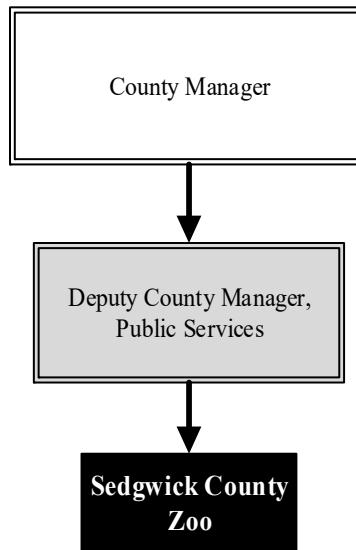 County Manager
Deputy County Manager,
Public Services
Sedgwick County
Zoo